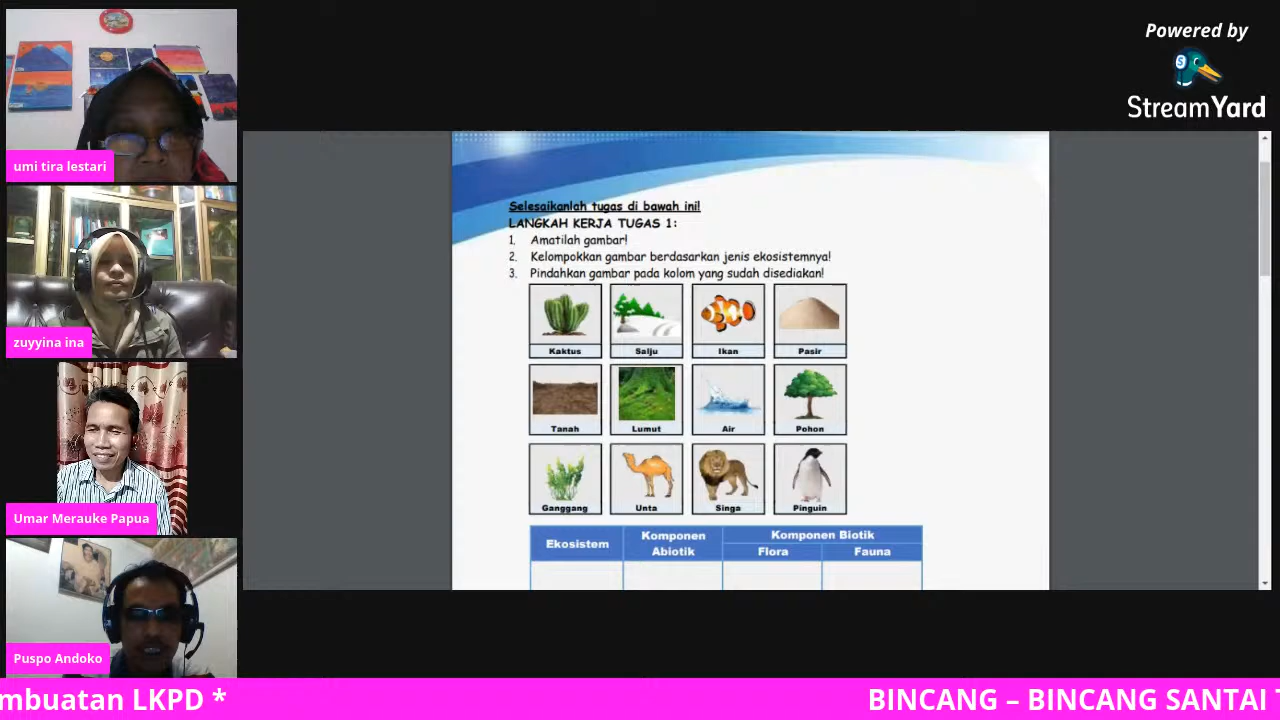 Powered by
StreamYard
umi tira lestari
zuyyina ina
Umar Merauke Papua
Puspo Andoko
Selesaikanlah tugas di bawah ini!
LANGKAH KERJA TUGAS 1:
1. Amatilah gambar!
2. Kelompokkan gambar berdasarkan jenis ekosistemnya!
3. Pindahkan gambar pada kolom yang sudah disediakan!
Kaktus Salju Ikan Pasir
Tanah Lumut Air Pohon
Ganggang Unta Singa Pinguin
Ekosistem Komponen Abiotik Komponen Biotik
Flora Fauna
mbuatan LKPD * BINCANG – BINCANG SANTAI